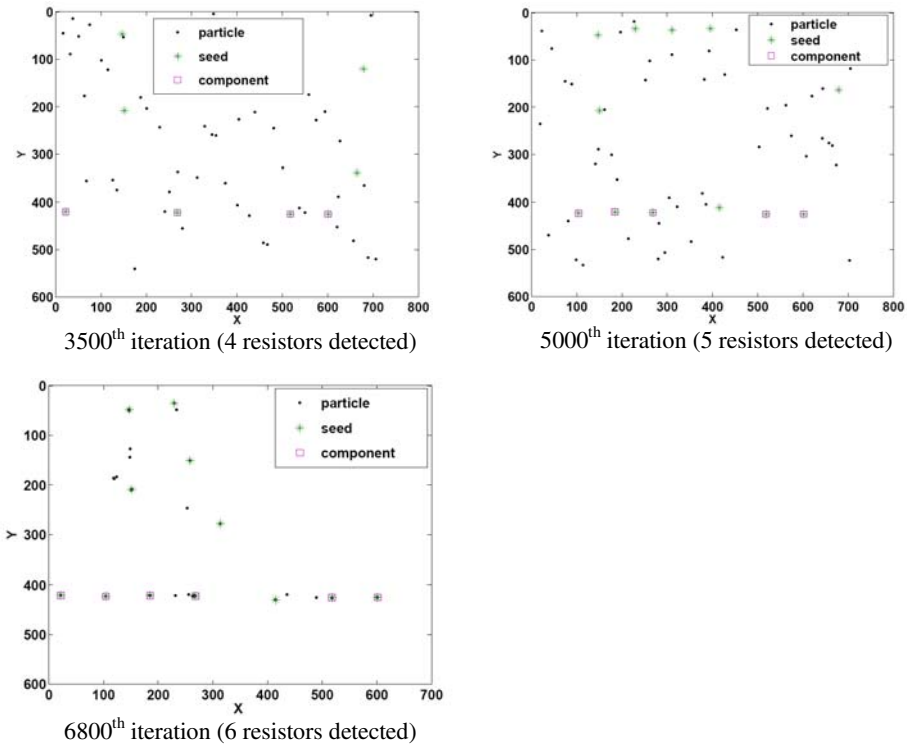 particle
seed
component
0
100
200
300
400
500
600
Y
0 100 200 300 400 500 600 700 800
X
3500th iteration (4 resistors detected)
particle
seed
component
0
100
200
300
400
500
600
Y
0 100 200 300 400 500 600 700 800
X
5000th iteration (5 resistors detected)
particle
seed
component
0
100
200
300
400
500
600
Y
0 100 200 300 400 500 600 700
X
6800th iteration (6 resistors detected)